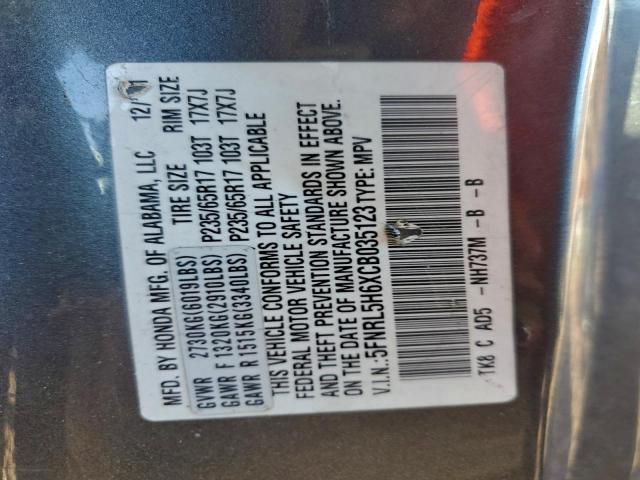 MFD. BY HONDA MFG. OF ALABAMA, LLC 12/ 1
TIRE SIZE RIM SIZE
GVWR 2730KG(6019LBS)
GAWR F 1320KG(2910LBS) P235/65R17 103T 17X7J
GAWR R 1515KG(3340LBS) P235/65R17 103T 17X7J
THIS VEHICLE CONFORMS TO ALL APPLICABLE
FEDERAL MOTOR VEHICLE SAFETY
AND THEFT PREVENTION STANDARDS IN EFFECT
ON THE DATE OF MANUFACTURE SHOWN ABOVE.
V.I.N.:5FNRL5H6XCB035123 TYPE: MPV
TK8 C AD5 -NH737M -B -B